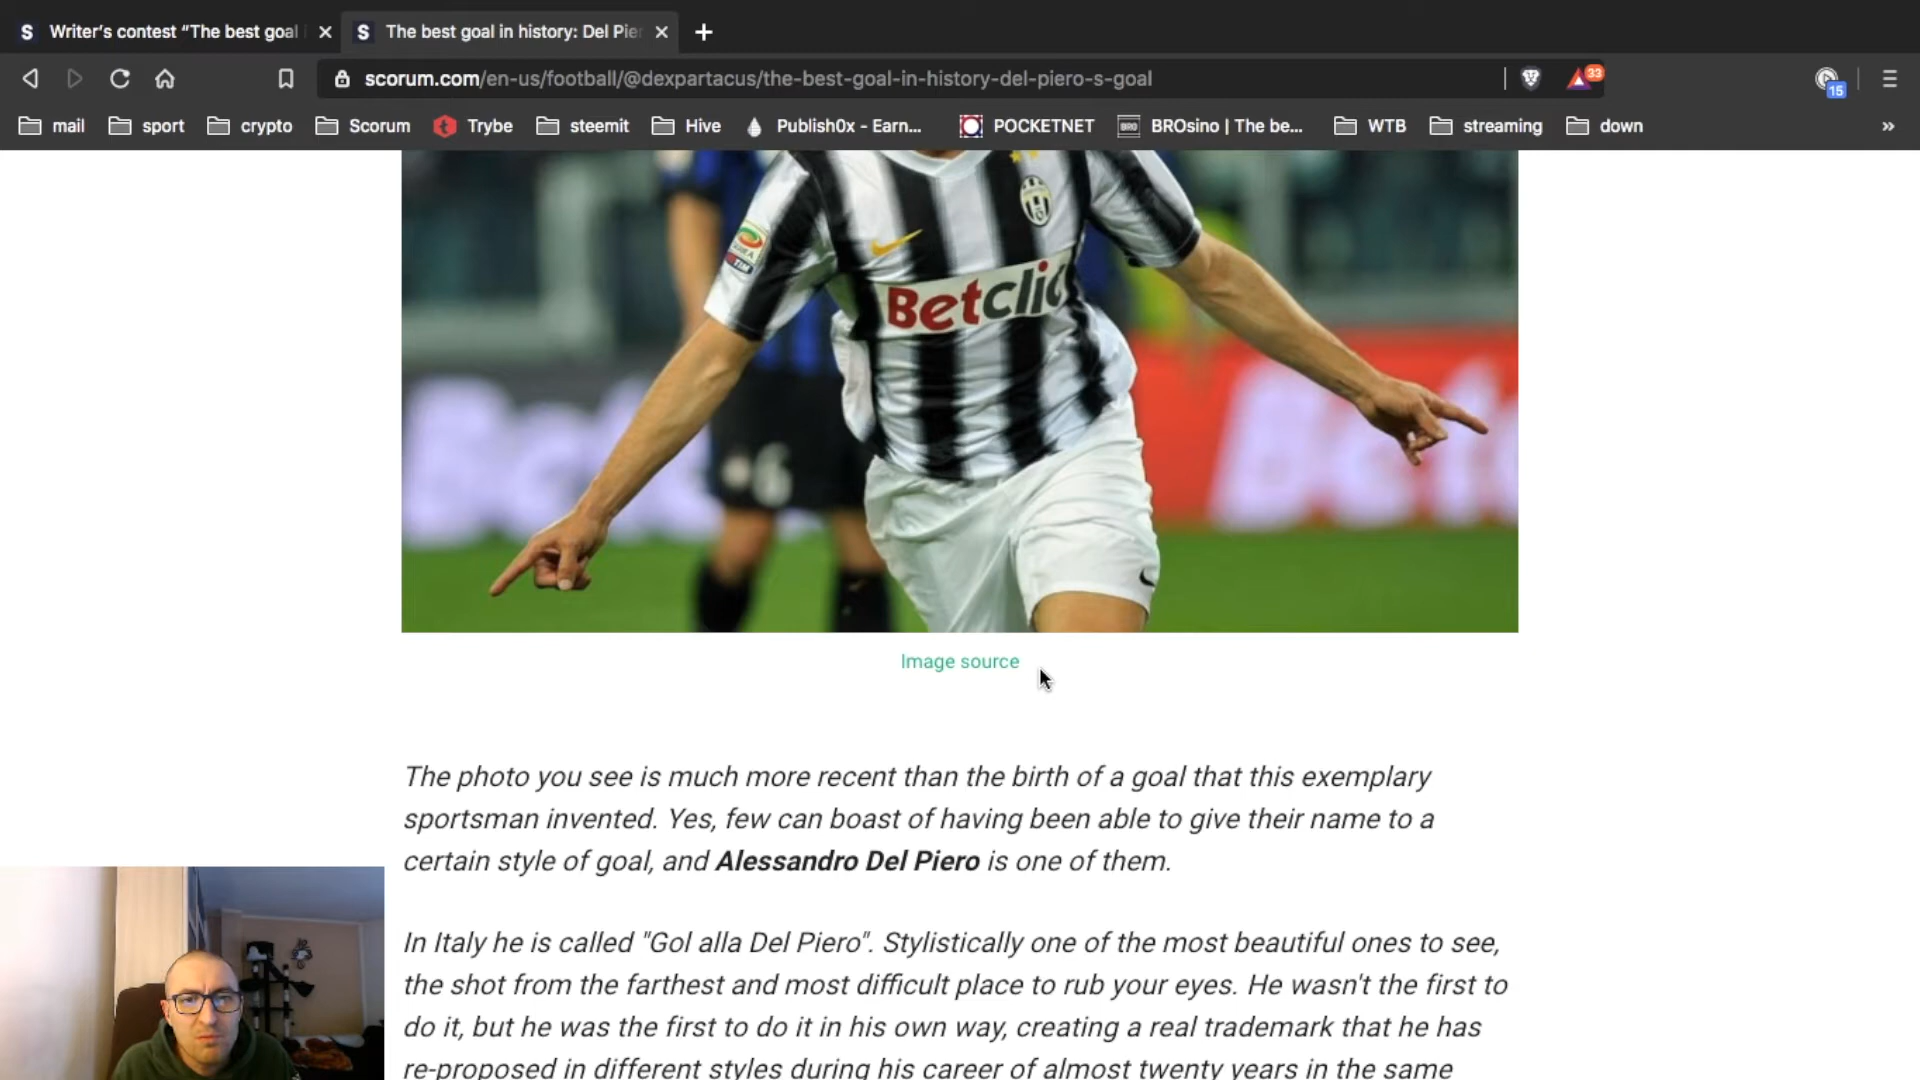 Writer's contest “The best goal
The best goal in history: Del Pie
scorum.com/en-us/football/@dexpartacus/the-best-goal-in-history-del-piero-s-goal
33
15
mail
sport
crypto
Scorum
Trybe
steemit
Hive
Publish0x - Earn...
POCKETNET
BROsino | The be...
WTB
streaming
down
»
TIM
Betclic
Bet
Betc
6
Image source
The photo you see is much more recent than the birth of a goal that this exemplary
sportsman invented. Yes, few can boast of having been able to give their name to a
certain style of goal, and Alessandro Del Piero is one of them.
In Italy he is called "Gol alla Del Piero". Stylistically one of the most beautiful ones to see,
the shot from the farthest and most difficult place to rub your eyes. He wasn't the first to
do it, but he was the first to do it in his own way, creating a real trademark that he has
re-proposed in different styles during his career of almost twenty years in the same